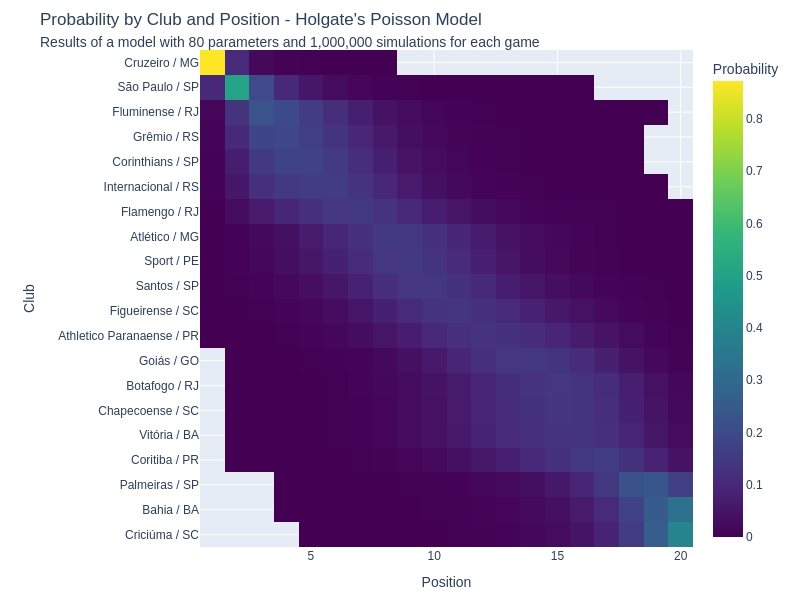 Probability by Club and Position - Holgate's Poisson Model
Results of a model with 80 parameters and 1,000,000 simulations for each game
Probability
Cruzeiro / MG
São Paulo / SP
Fluminense / RJ
Grêmio / RS
Corinthians / SP
Internacional / RS
Flamengo / RJ
Atlético / MG
Sport / PE
Santos / SP
Figueirense / SC
Athletico Paranaense / PR
Goiás / GO
Botafogo / RJ
Chapecoense / SC
Vitória / BA
Coritiba / PR
Palmeiras / SP
Bahia / BA
Criciúma / SC
Club
5
10
15
20
Position
0.8
0.7
0.6
0.5
0.4
0.3
0.2
0.1
0